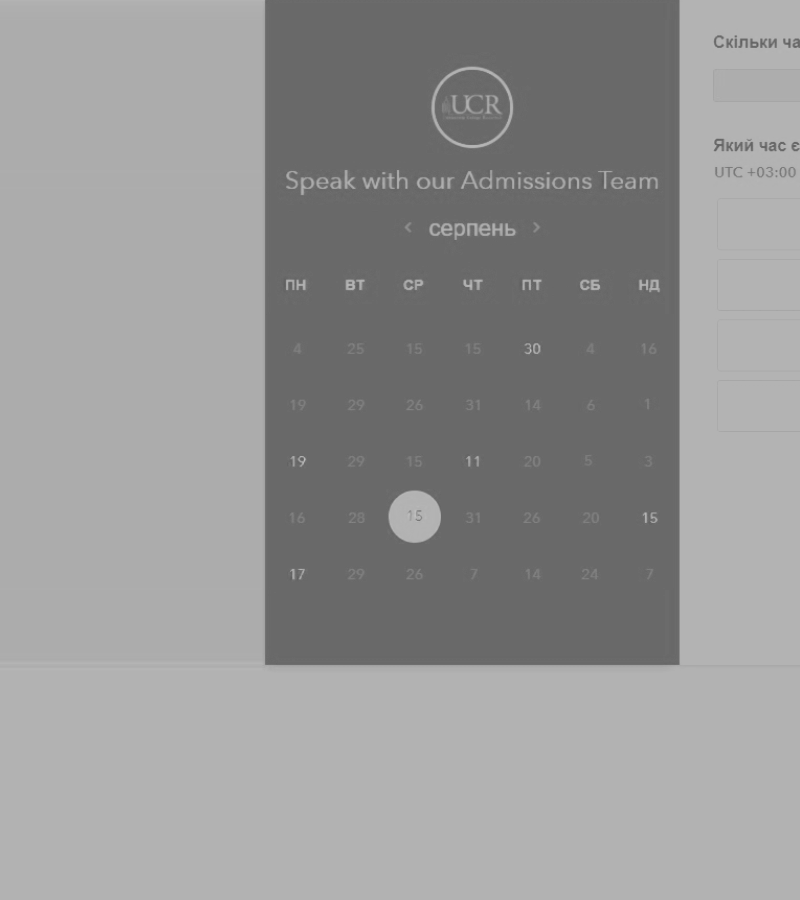 UCR
Speak with our Admissions Team
серпень
ПН ВТ СР ЧТ ПТ СБ НД
4 25 15 15 30 4 16
19 29 26 31 14 6 1
19 29 15 11 20 5 3
16 28 15 31 26 20 15
17 29 26 7 14 24 7
Скільки ча
Який час є
UTC +03:00